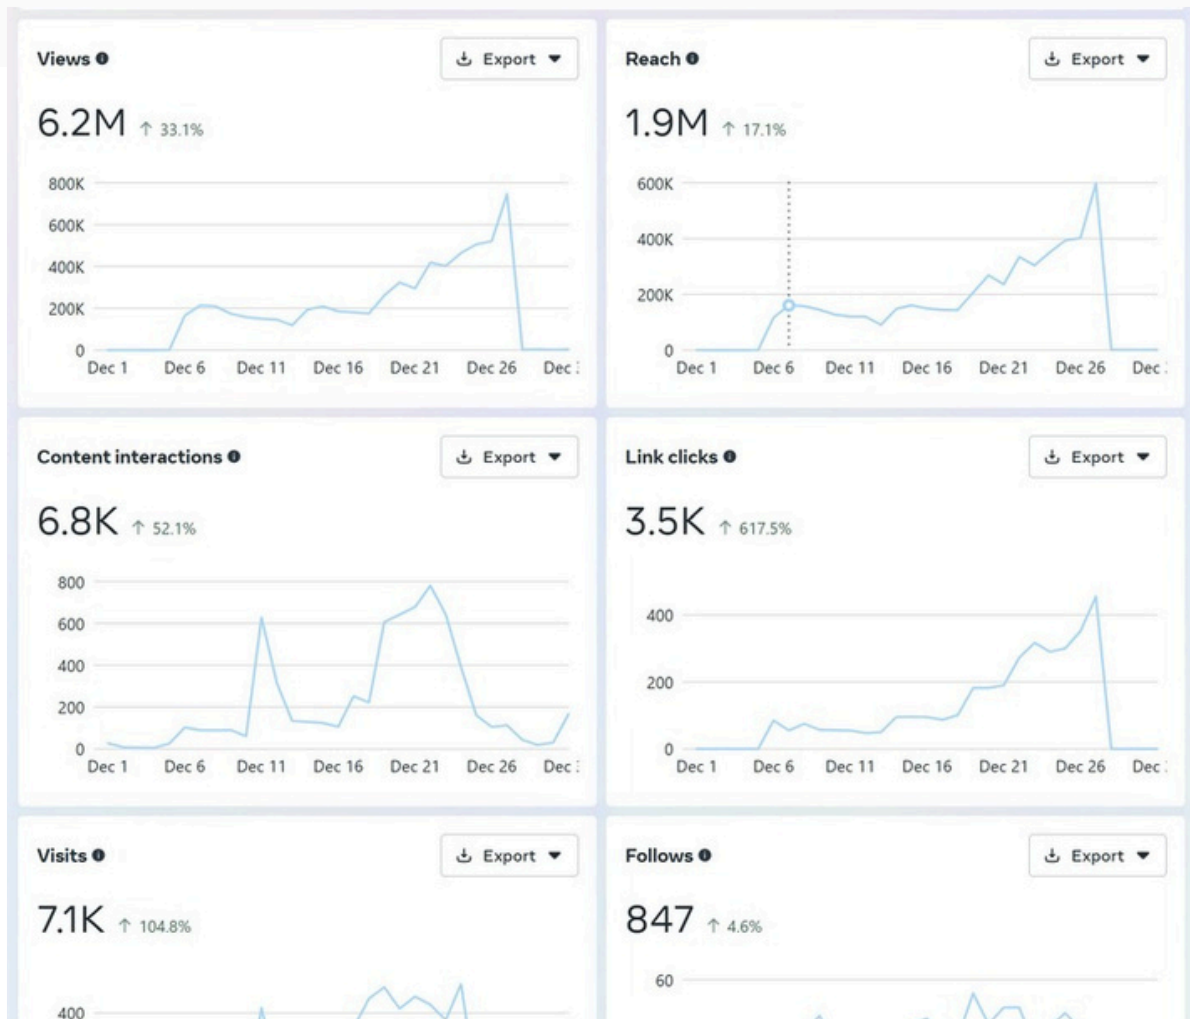 Views
Export
6.2M ↑ 33.1%
800K
600K
400K
200K
0
Dec 1 Dec 6 Dec 11 Dec 16 Dec 21 Dec 26 Dec
Reach
Export
1.9M ↑ 17.1%
600K
400K
200K
0
Dec 1 Dec 6 Dec 11 Dec 16 Dec 21 Dec 26 Dec
Content interactions
Export
6.8K ↑ 52.1%
800
600
400
200
0
Dec 1 Dec 6 Dec 11 Dec 16 Dec 21 Dec 26 Dec
Link clicks
Export
3.5K ↑ 617.5%
400
200
0
Dec 1 Dec 6 Dec 11 Dec 16 Dec 21 Dec 26 Dec
Visits
Export
7.1K ↑ 104.8%
400
Follows
Export
847 ↑ 4.6%
60